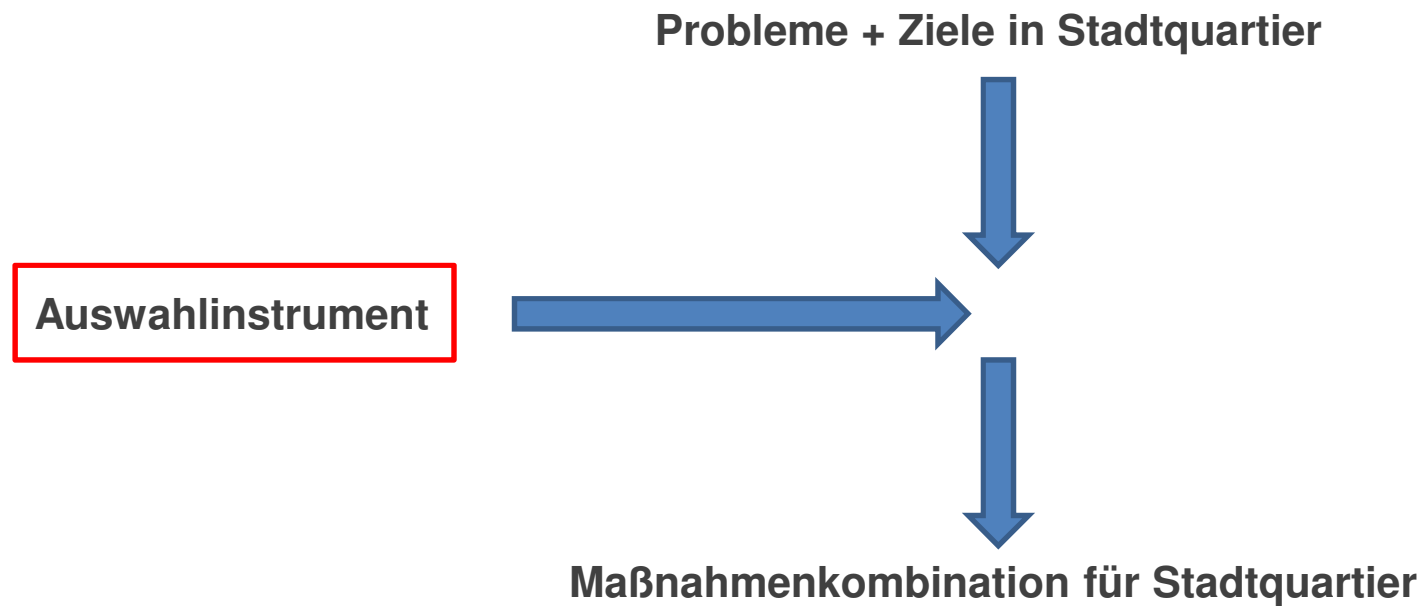 Probleme + Ziele in Stadtquartier
Auswahlinstrument
Maßnahmenkombination für Stadtquartier